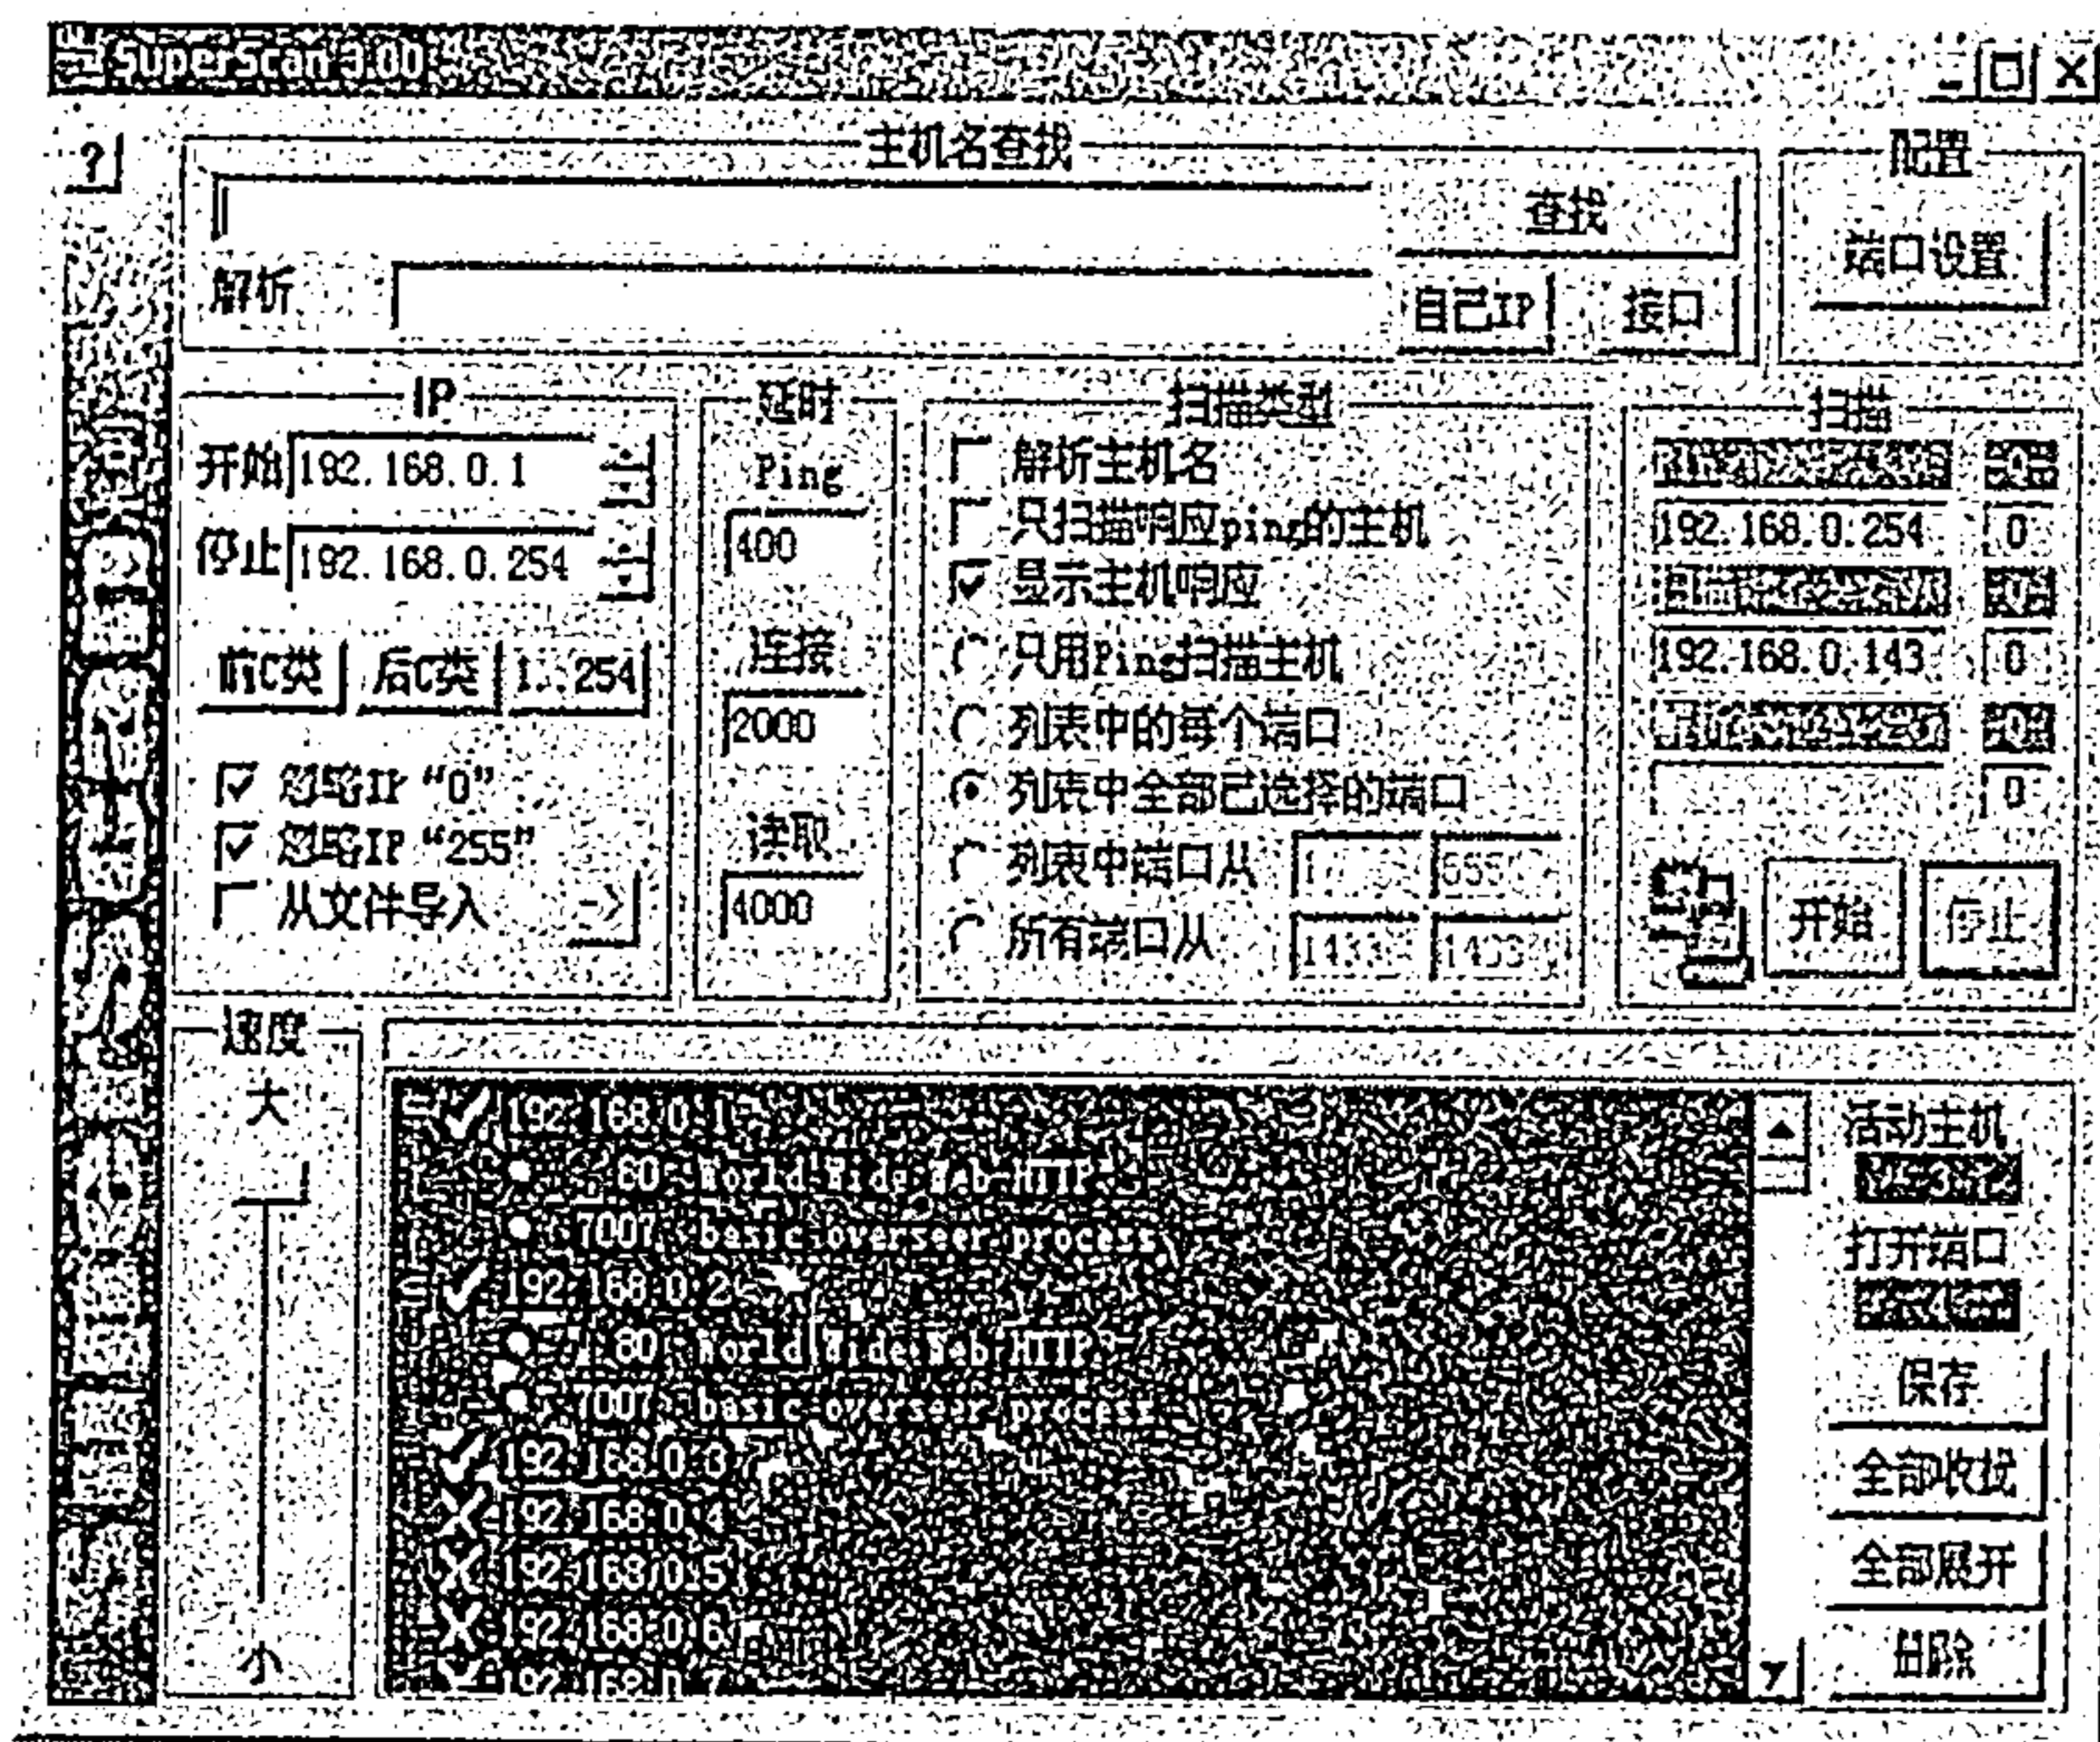 SuperScan 3.00
?
主机名查找
查找
解析
自己IP
接口
配置
端口设置
IP
开始 192.168.0.1
停止 192.168.0.254
前C类 后C类 1..254
忽略IP “0”
忽略IP “255”
从文件导入 ->
延时
Ping
400
连接
2000
读取
4000
扫描类型
解析主机名
只扫描响应ping的主机
显示主机响应
只用Ping扫描主机
列表中的每个端口
列表中全部已选择的端口
列表中端口从 1
所有端口从 1433
扫描
192.168.0.254 0
扫描
192.168.0.143 0
0
开始 停止
速度
大
小
192.168.0.1
World Wide Web HTTP
7007 basic overseer process
192.168.0.2
80 World Wide Web HTTP
7007 basic overseer process
192.168.0.3
192.168.0.4
192.168.0.5
192.168.0.6
192.168.0.7
活动主机
打开端口
保存
全部收拢
全部展开
删除